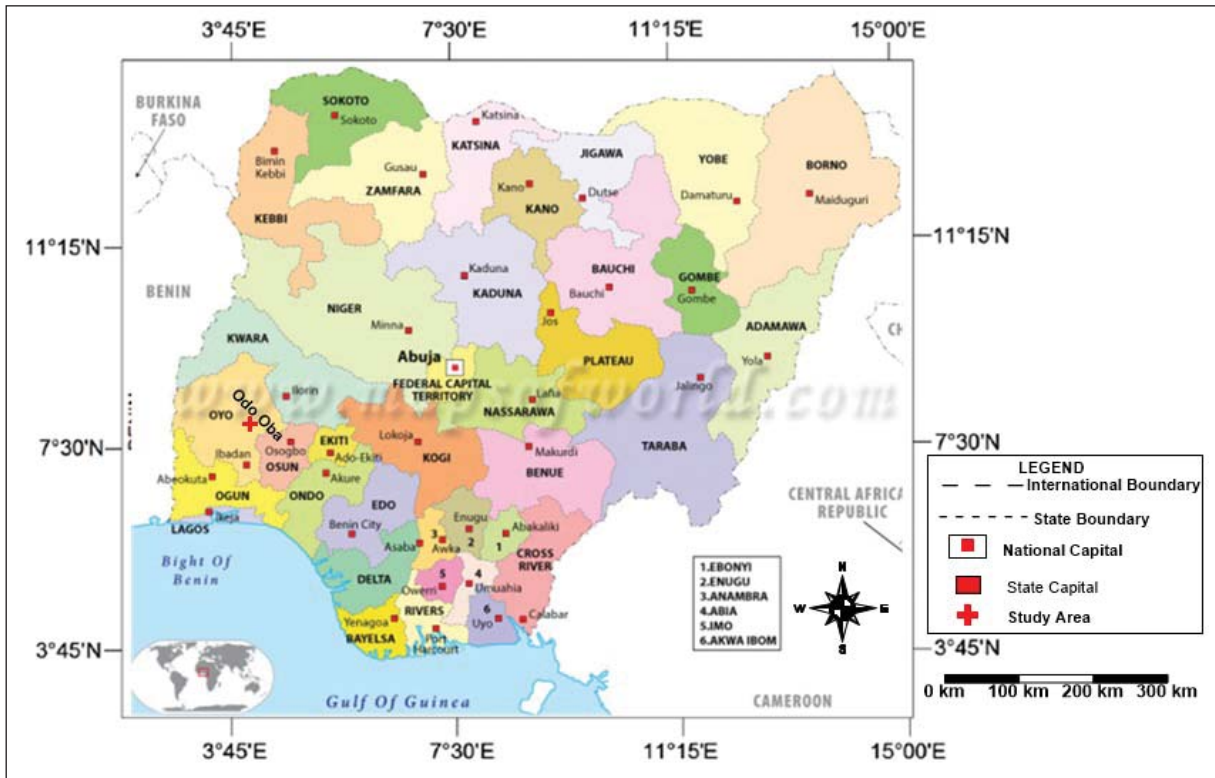 3°45'E
7°30'E
11°15'E
15°00'E
BURKINA
FASO
SOKOTO
Sokoto
Katsina
KATSINA
Bimin
Kebbi
Gusau
ZAMFARA
JIGAWA
YOBE
BORNO
Kano
KANO
Dutse
Damaturu
Maiduguri
KEBBI
11°15'N
11°15'N
BENIN
Kaduna
KADUNA
BAUCHI
Bauchi
GOMBE
Gombe
NIGER
Minna
Jos
ADAMAWA
Yola
CH
KWARA
Abuja
FEDERAL CAPITAL
TERRITORY
PLATEAU
Jalingo
www.mapsofworld.com
Ilorin
Lafia
NASSARAWA
OYO
Odo Oba
TARABA
7°30'N
7°30'N
Osogbo
OSUN
EKITI
Ado-Ekiti
Lokoja
KOGI
Makurdi
BENUE
Ibadan
Abeokuta
OGUN
ONDO
Akure
EDO
LAGOS
Ikeja
Benin City
Enugu
2
Abakaliki
1
Asaba
3
Awka
CROSS
RIVER
Bight Of
Benin
DELTA
5
Owerri
4
Umuahia
RIVERS
6
Uyo
Calabar
Yenagoa
BAYELSA
Port
Harcourt
1.EBONYI
2.ENUGU
3.ANAMBRA
4.ABIA
5.IMO
6.AKWA IBOM
N
W E
S
CENTRAL AFRICA
REPUBLIC
LEGEND
International Boundary
State Boundary
National Capital
State Capital
Study Area
3°45'N
3°45'N
0 km 100 km 200 km 300 km
Gulf Of Guinea
CAMEROON
3°45'E
7°30'E
11°15'E
15°00'E